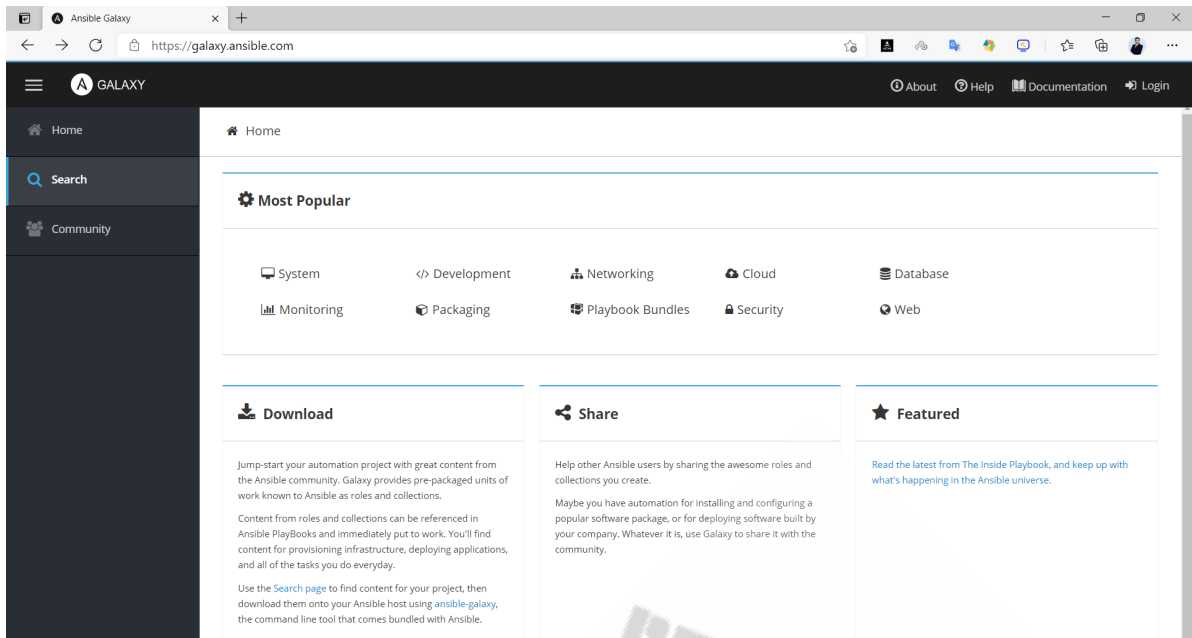 Ansible Galaxy
https://galaxy.ansible.com
A GALAXY
About Help Documentation Login
Home
Search
Community
Home
Most Popular
System Development Networking Cloud Database
Monitoring Packaging Playbook Bundles Security Web
Download
Jump-start your automation project with great content from
the Ansible community. Galaxy provides pre-packaged units of
work known to Ansible as roles and collections.
Content from roles and collections can be referenced in
Ansible PlayBooks and immediately put to work. You'll find
content for provisioning infrastructure, deploying applications,
and all of the tasks you do everyday.
Use the Search page to find content for your project, then
download them onto your Ansible host using ansible-galaxy,
the command line tool that comes bundled with Ansible.
Share
Help other Ansible users by sharing the awesome roles and
collections you create.
Maybe you have automation for installing and configuring a
popular software package, or for deploying software built by
your company. Whatever it is, use Galaxy to share it with the
community.
Featured
Read the latest from The Inside Playbook, and keep up with
what's happening in the Ansible universe.